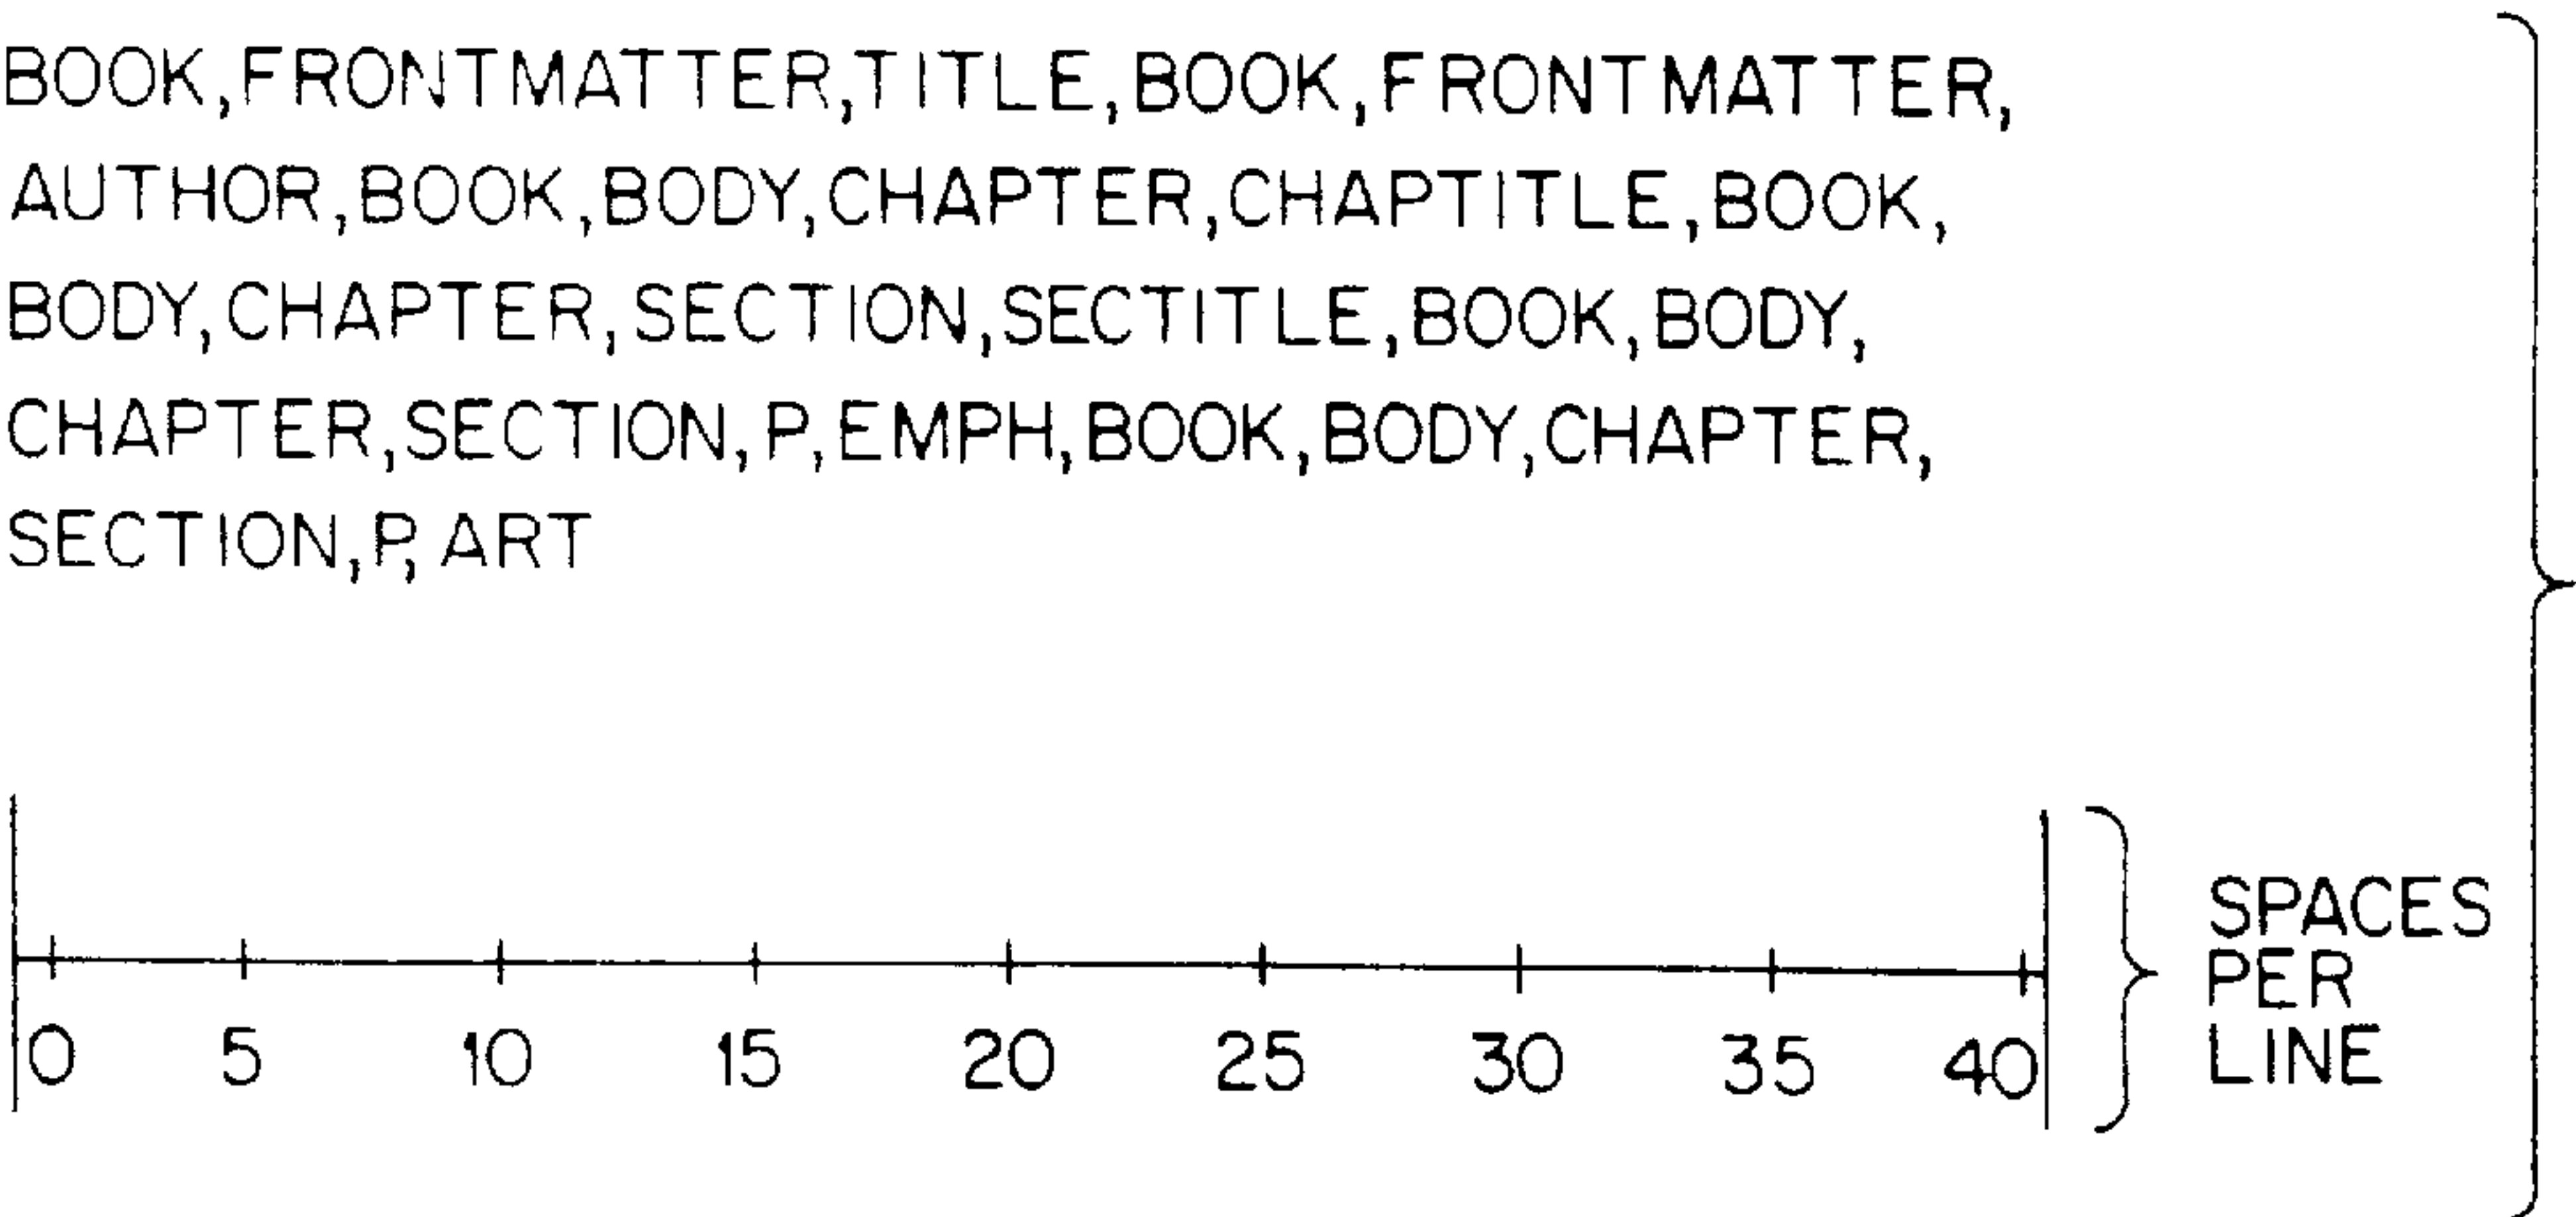 BOOK,FRONTMATTER,TITLE,BOOK,FRONTMATTER,
AUTHOR,BOOK,BODY,CHAPTER,CHAPTITLE,BOOK,
BODY,CHAPTER,SECTION,SECTITLE,BOOK,BODY,
CHAPTER,SECTION,P,EMPH,BOOK,BODY,CHAPTER,
SECTION,P,ART
0 5 10 15 20 25 30 35 40
SPACES
PER
LINE